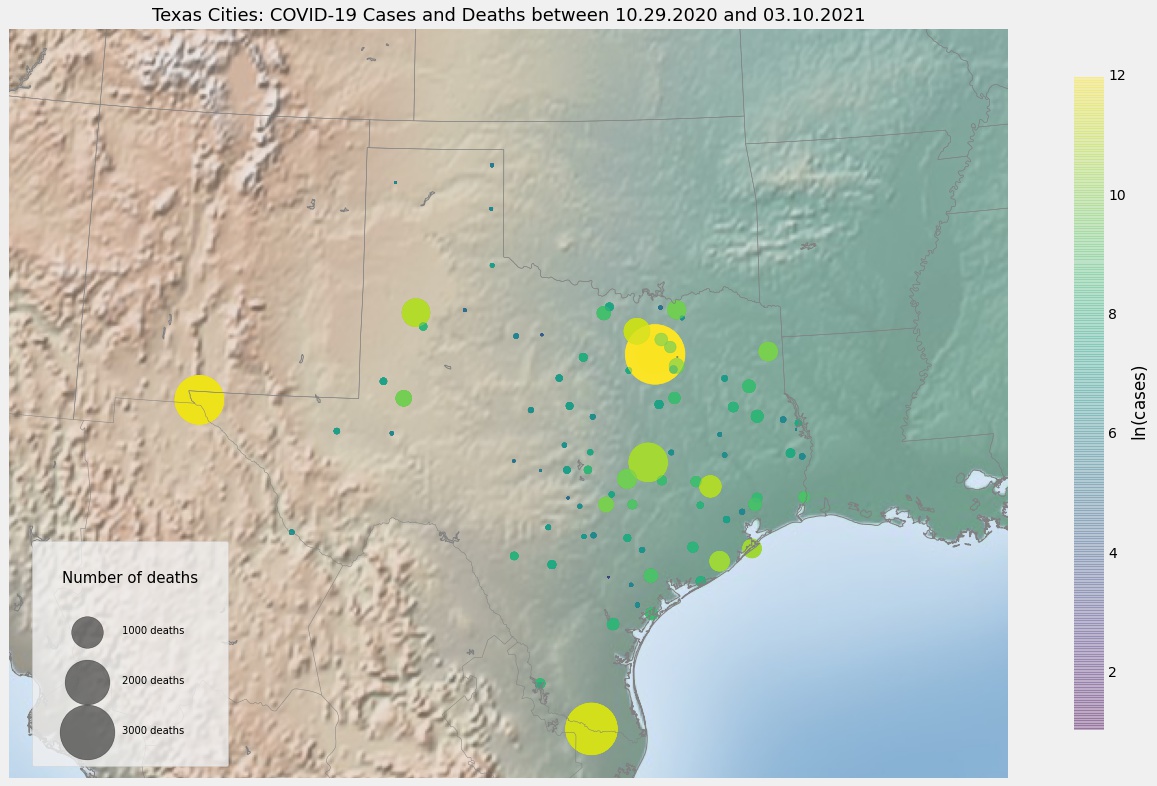 Texas Cities: COVID-19 Cases and Deaths between 10.29.2020 and 03.10.2021
12
10
8
6
4
2
ln(cases)
Number of deaths
1000 deaths
2000 deaths
3000 deaths